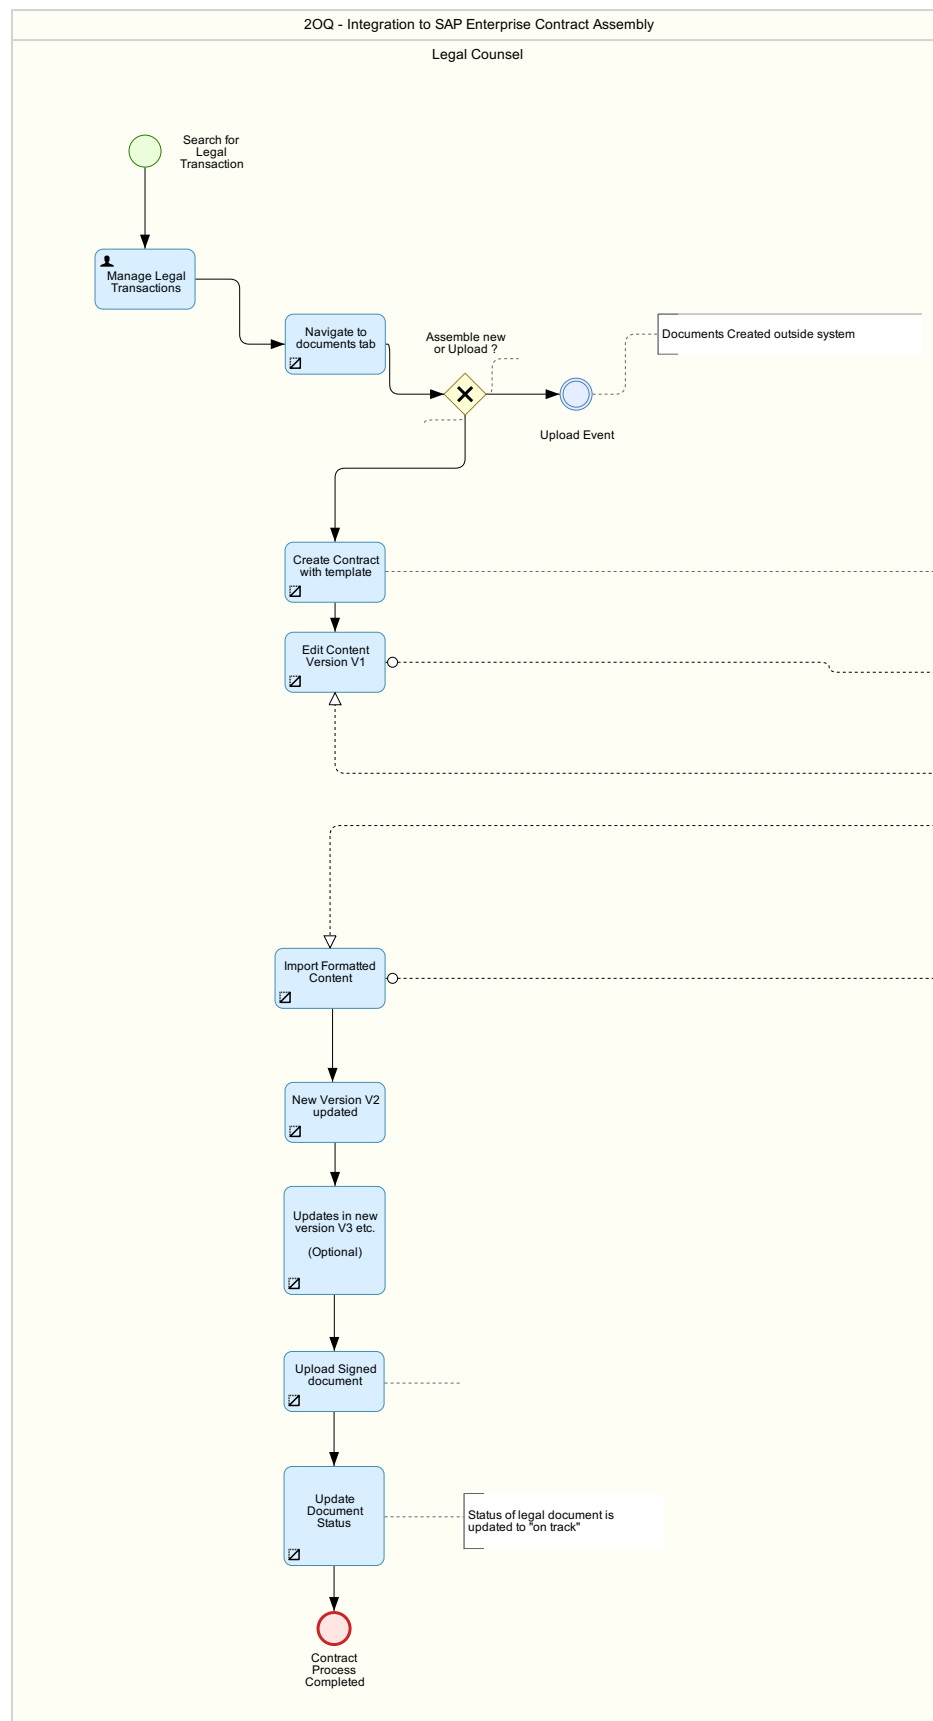 2OQ - Integration to SAP Enterprise Contract Assembly
Legal Counsel
Search for
Legal
Transaction
Manage Legal
Transactions
Navigate to
documents tab
Assemble new
or Upload ?
Documents Created outside system
Upload Event
Create Contract
with template
Edit Content
Version V1
Import Formatted
Content
New Version V2
updated
Updates in new
version V3 etc.
(Optional)
Upload Signed
document
Update
Document
Status
Status of legal document is
updated to "on track"
Contract
Process
Completed